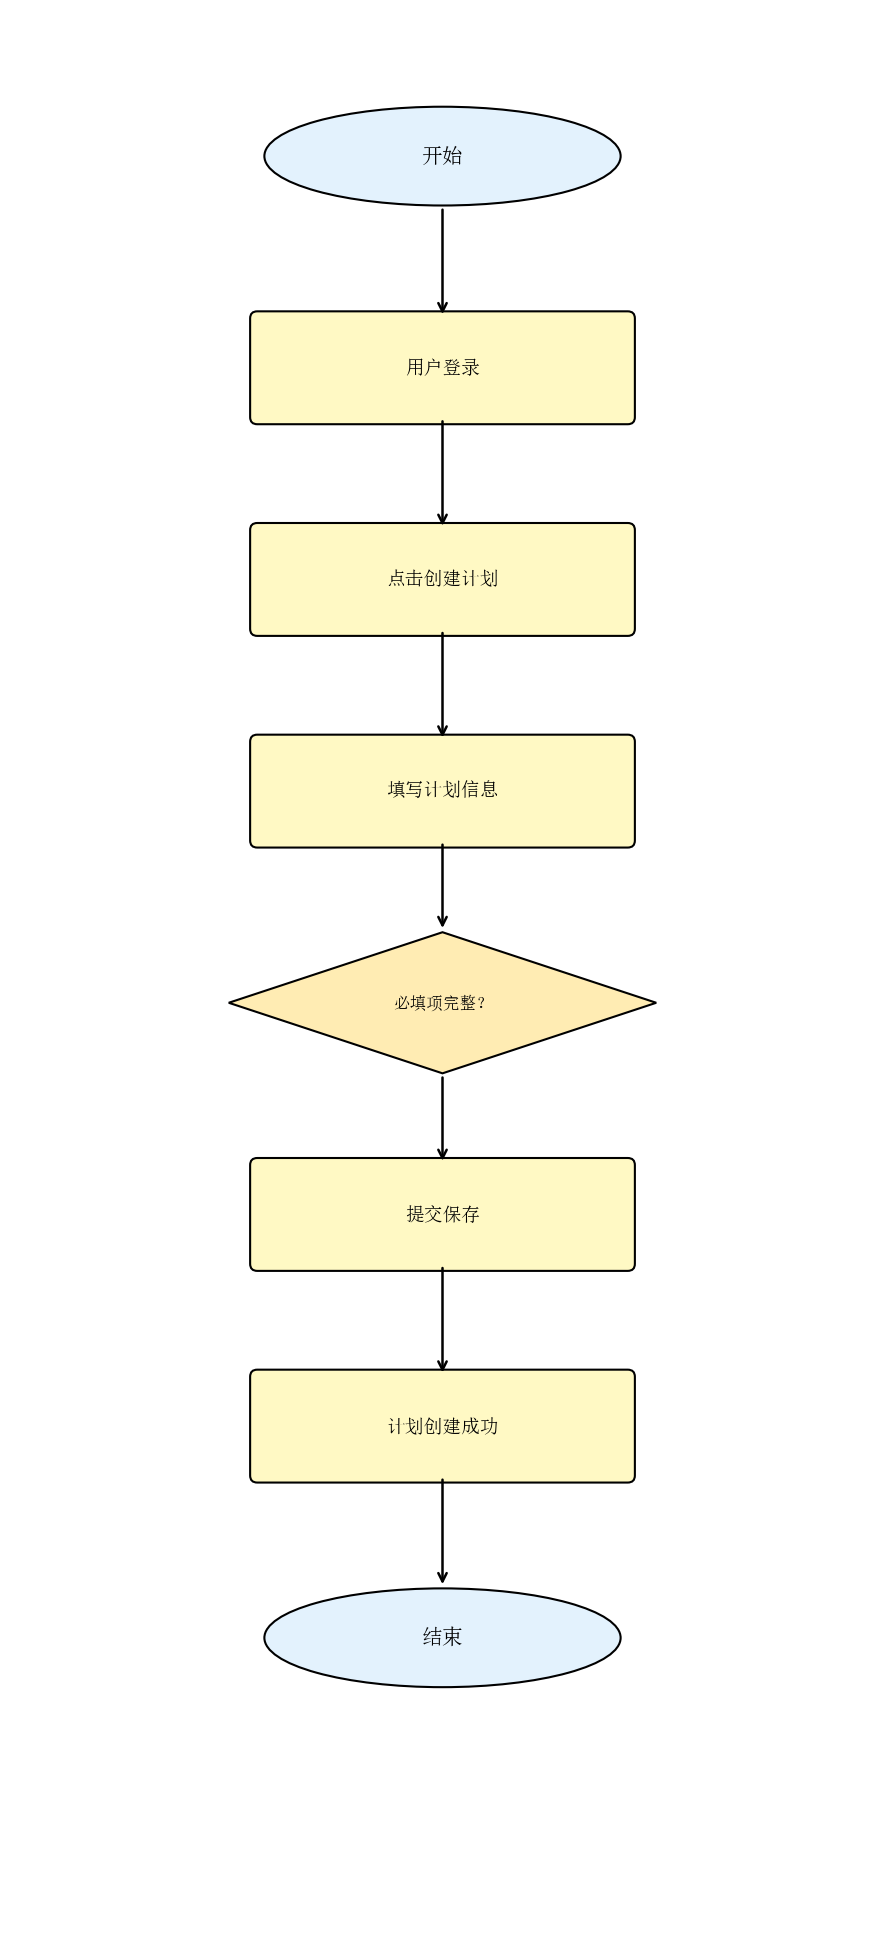 开始
用户登录
点击创建计划
填写计划信息
必填项完整？
提交保存
计划创建成功
结束